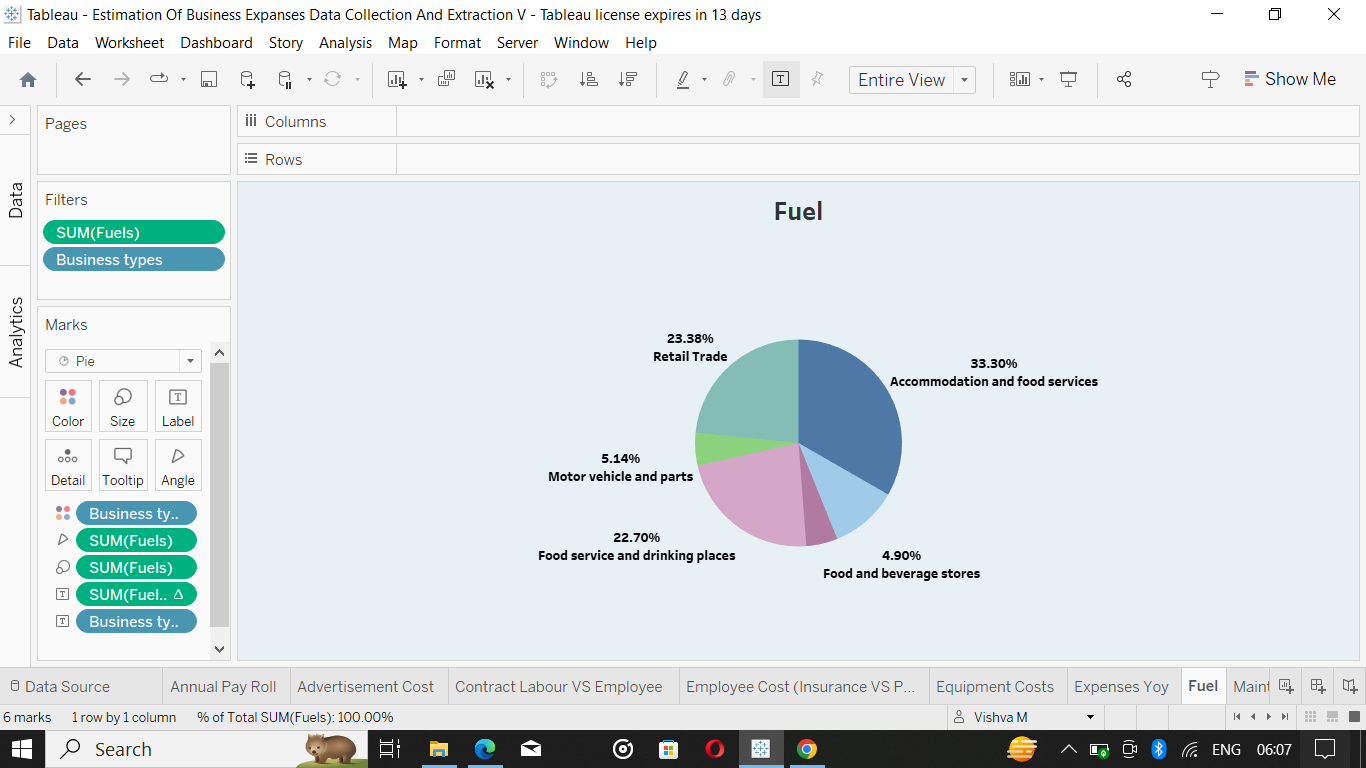 Tableau - Estimation Of Business Expanses Data Collection And Extraction V - Tableau license expires in 13 days
File Data Worksheet Dashboard Story Analysis Map Format Server Window Help
Entire View
Show Me
Data
Analytics
Pages
Columns
Rows
Filters
SUM(Fuels)
Business types
Marks
Pie
Color Size Label
Detail Tooltip Angle
Business ty..
SUM(Fuels)
SUM(Fuels)
SUM(Fuel.. Δ
Business ty..
Fuel
23.38%
Retail Trade
33.30%
Accommodation and food services
5.14%
Motor vehicle and parts
22.70%
Food service and drinking places
4.90%
Food and beverage stores
Data Source Annual Pay Roll Advertisement Cost Contract Labour VS Employee Employee Cost (Insurance VS P... Equipment Costs Expenses Yoy Fuel Maint
6 marks 1 row by 1 column % of Total SUM(Fuels): 100.00% Vishva M
Search ENG 06:07